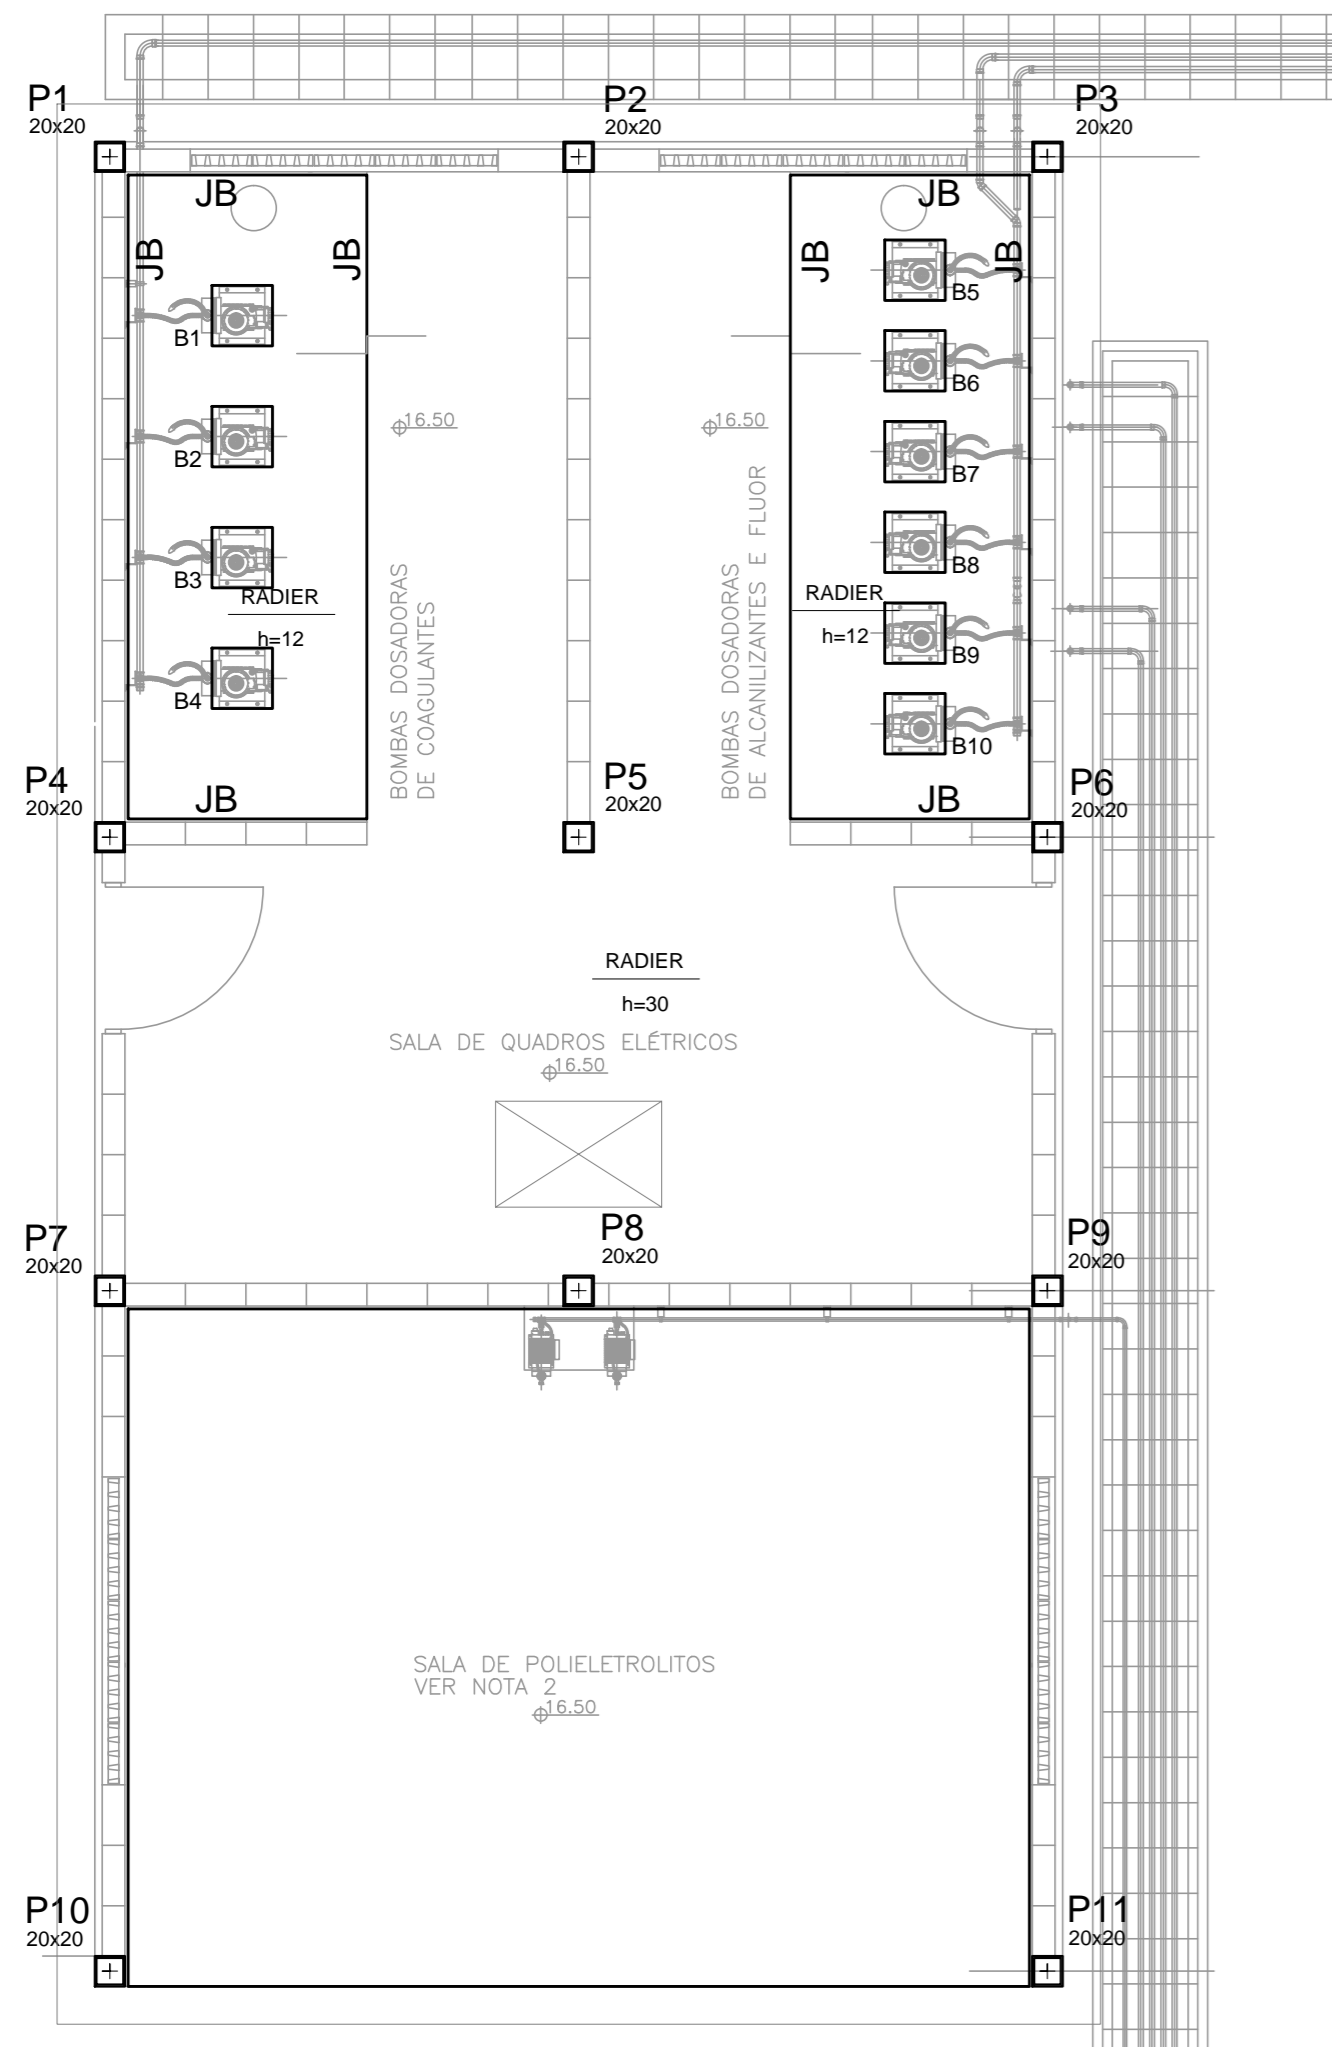 P1
20x20
P2
20x20
P3
20x20
JB
JB
JB
JB
JB
JB
B5
B1
B6
16.50
16.50
B2
B7
B3
B8
RADIER
h=12
RADIER
h=12
BOMBAS DOSADORAS
DE COAGULANTES
BOMBAS DOSADORAS
DE ALCANILIZANTES E FLUOR
B9
B4
B10
JB
JB
P4
20x20
P5
20x20
P6
20x20
RADIER
h=30
SALA DE QUADROS ELÉTRICOS
16.50
P7
20x20
P8
20x20
P9
20x20
SALA DE POLIELETROLITOS
VER NOTA 2
16.50
P10
20x20
P11
20x20